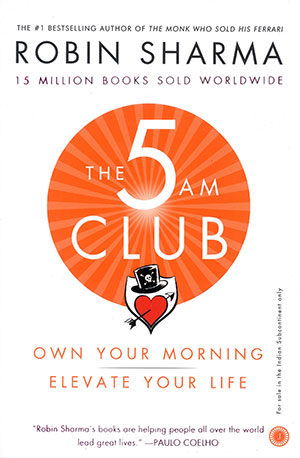 THE #1 BESTSELLING AUTHOR OF THE MONK WHO SOLD HIS FERRARI
ROBIN SHARMA
15 MILLION BOOKS SOLD WORLDWIDE
THE 5 AM
CLUB
OWN YOUR MORNING
ELEVATE YOUR LIFE
For sale in the Indian Subcontinent only
"Robin Sharma's books are helping people all over the world
lead great lives." —PAULO COELHO